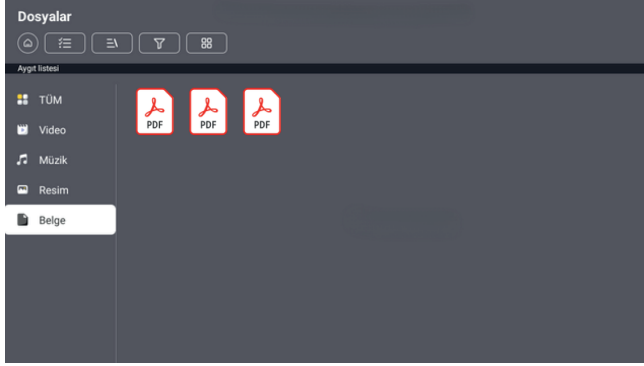 Dosyalar
Aygıt listesi
TÜM
Video
Müzik
Resim
Belge
PDF PDF PDF